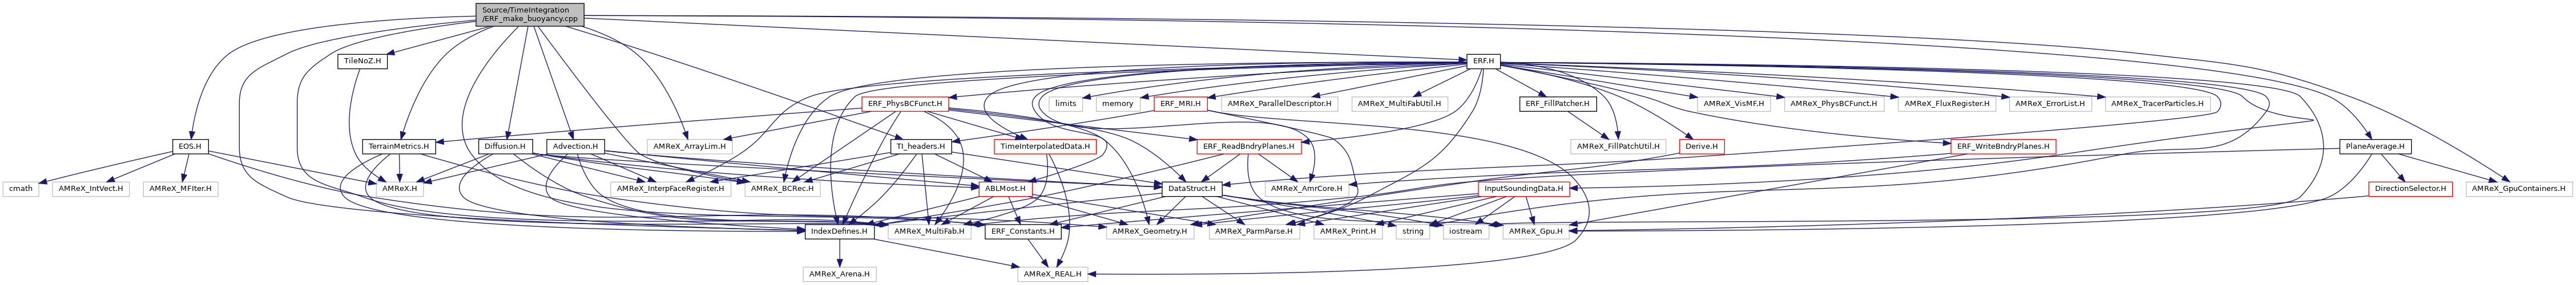 Source/TimeIntegration
/ERF_make_buoyancy.cpp
TileNoZ.H
ERF.H
ERF_PhysBCFunct.H
limits
memory
ERF_MRI.H
AMReX_ParallelDescriptor.H
AMReX_MultiFabUtil.H
ERF_FillPatcher.H
AMReX_VisMF.H
AMReX_PhysBCFunct.H
AMReX_FluxRegister.H
AMReX_ErrorList.H
AMReX_TracerParticles.H
EOS.H
TerrainMetrics.H
Diffusion.H
Advection.H
AMReX_ArrayLim.H
TI_headers.H
TimeInterpolatedData.H
ERF_ReadBndryPlanes.H
AMReX_FillPatchUtil.H
Derive.H
ERF_WriteBndryPlanes.H
PlaneAverage.H
cmath
AMReX_IntVect.H
AMReX_MFIter.H
AMReX.H
AMReX_InterpFaceRegister.H
AMReX_BCRec.H
ABLMost.H
DataStruct.H
AMReX_AmrCore.H
InputSoundingData.H
DirectionSelector.H
AMReX_GpuContainers.H
IndexDefines.H
AMReX_MultiFab.H
ERF_Constants.H
AMReX_Geometry.H
AMReX_ParmParse.H
AMReX_Print.H
string
iostream
AMReX_Gpu.H
AMReX_Arena.H
AMReX_REAL.H